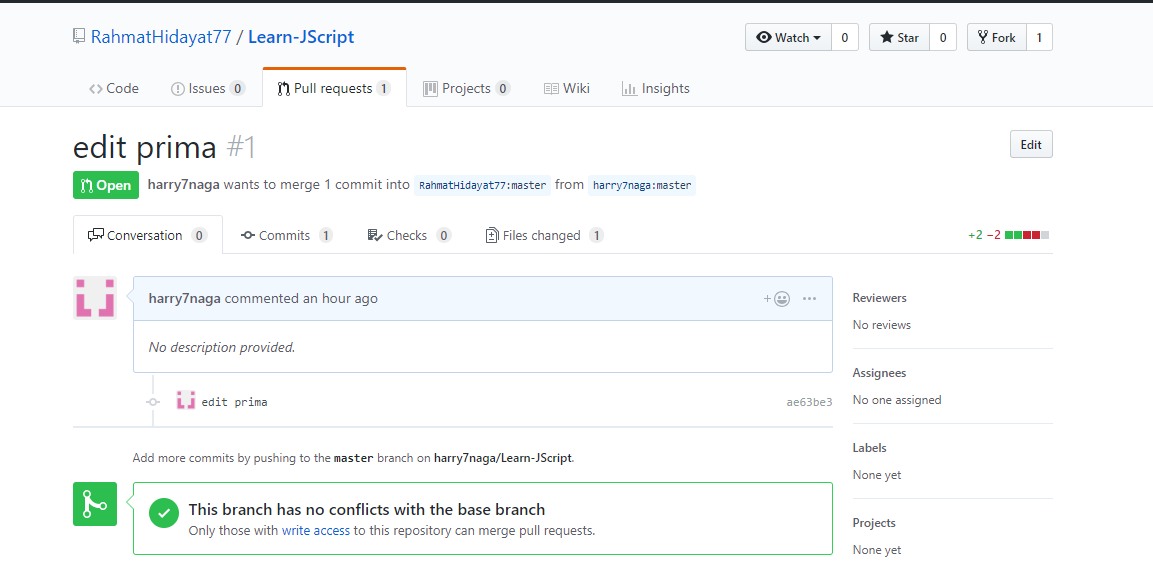 RahmatHidayat77 / Learn-JScript
Watch 0 Star 0 Fork 1
Code Issues 0 Pull requests 1 Projects 0 Wiki Insights
edit prima #1
Edit
Open harry7naga wants to merge 1 commit into RahmatHidayat77:master from harry7naga:master
Conversation 0 Commits 1 Checks 0 Files changed 1 +2 −2
harry7naga commented an hour ago
No description provided.
edit prima ae63be3
Add more commits by pushing to the master branch on harry7naga/Learn-JScript.
This branch has no conflicts with the base branch
Only those with write access to this repository can merge pull requests.
Reviewers
No reviews
Assignees
No one assigned
Labels
None yet
Projects
None yet